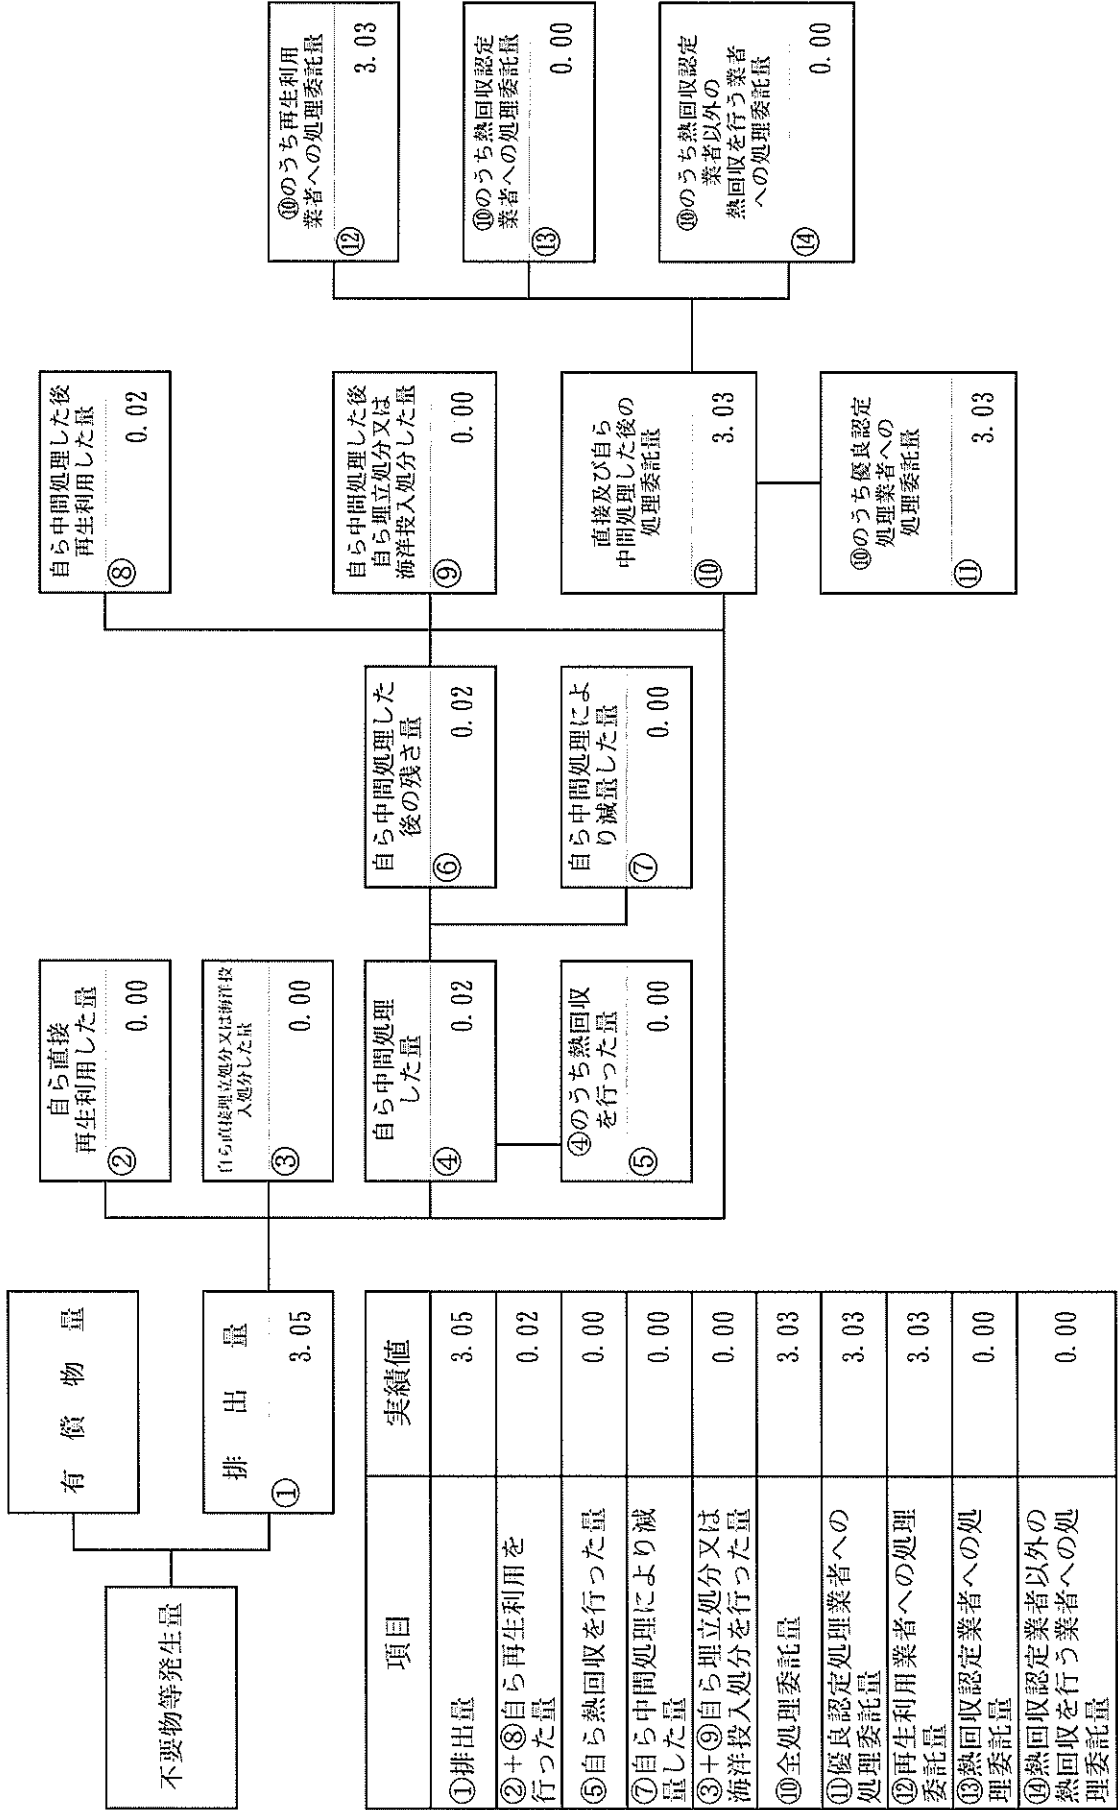 不要物等発生量
有償物量
排出量
①
3.05
自ら直接
再生利用した量
②
0.00
自ら直接埋立処分又は海洋投
入処分した量
③
0.00
自ら中間処理
した量
④
0.02
④のうち熱回収
を行った量
⑤
0.00
自ら中間処理した
後の残さ量
⑥
0.02
自ら中間処理によ
り減量した量
⑦
0.00
自ら中間処理した後
再生利用した量
⑧
0.02
自ら中間処理した後
自ら埋立処分又は
海洋投入処分した量
⑨
0.00
直接及び自ら
中間処理した後の
処理委託量
⑩
3.03
⑩のうち優良認定
処理業者への
処理委託量
⑪
3.03
⑩のうち再生利用
業者への処理委託量
⑫
3.03
⑩のうち熱回収認定
業者への処理委託量
⑬
0.00
⑩のうち熱回収認定
業者以外の
熱回収を行う業者
への処理委託量
⑭
0.00
項目 実績値
①排出量 3.05
②+⑧自ら再生利用を
行った量 0.02
⑤自ら熱回収を行った量 0.00
⑦自ら中間処理により減
量した量 0.00
③+⑨自ら埋立処分又は
海洋投入処分を行った量 0.00
⑩全処理委託量 3.03
⑪優良認定処理業者への
処理委託量 3.03
⑫再生利用業者への処理
委託量 3.03
⑬熱回収認定業者への処
理委託量 0.00
⑭熱回収認定業者以外の
熱回収を行う業者への処
理委託量 0.00